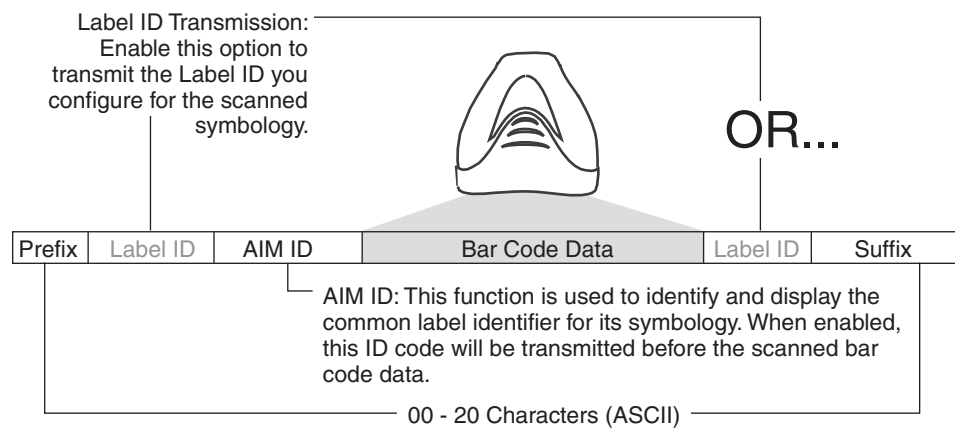 Label ID Transmission:
Enable this option to
transmit the Label ID you
configure for the scanned
symbology.
OR...
Prefix Label ID AIM ID Bar Code Data Label ID Suffix
AIM ID: This function is used to identify and display the
common label identifier for its symbology. When enabled,
this ID code will be transmitted before the scanned bar
code data.
00 - 20 Characters (ASCII)